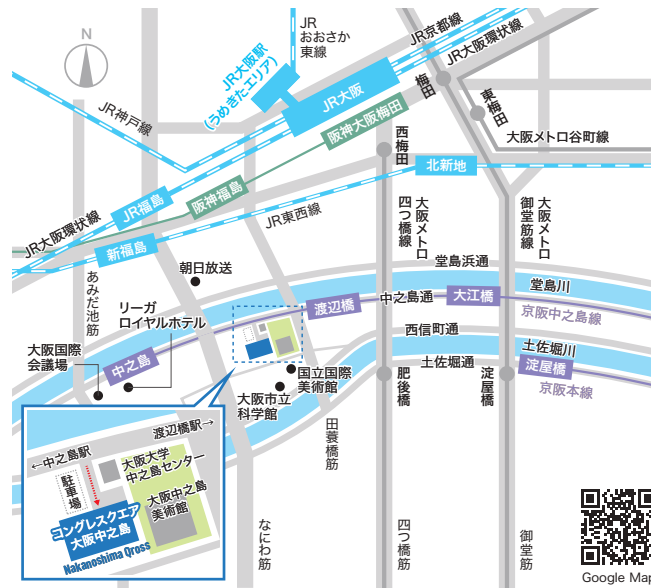 N
JR
おおさか
東線
JR京都線
JR大阪環状線
JR大阪駅
(うめきたエリア)
JR大阪
梅田
東梅田
JR神戸線
阪神大阪梅田
大阪メトロ谷町線
西梅田
北新地
JR福島
阪神福島
JR東西線
大阪メトロ
四つ橋線
大阪メトロ
御堂筋線
JR大阪環状線
新福島
朝日放送
堂島浜通
あみだ池筋
リーガ
ロイヤルホテル
渡辺橋
中之島通
大江橋
堂島川
京阪中之島線
西信町通
大阪国際
会議場
中之島
土佐堀川
土佐堀通
淀屋橋
京阪本線
国立国際
美術館
大阪市立
科学館
肥後橋
淀屋橋
田蓑橋筋
渡辺橋駅→
←中之島駅
大阪大学
中之島センター
駐車場
大阪中之島
美術館
コングレスクエア
大阪中之島
Nakanoshima Qross
なにわ筋
四つ橋筋
御堂筋
Google Map